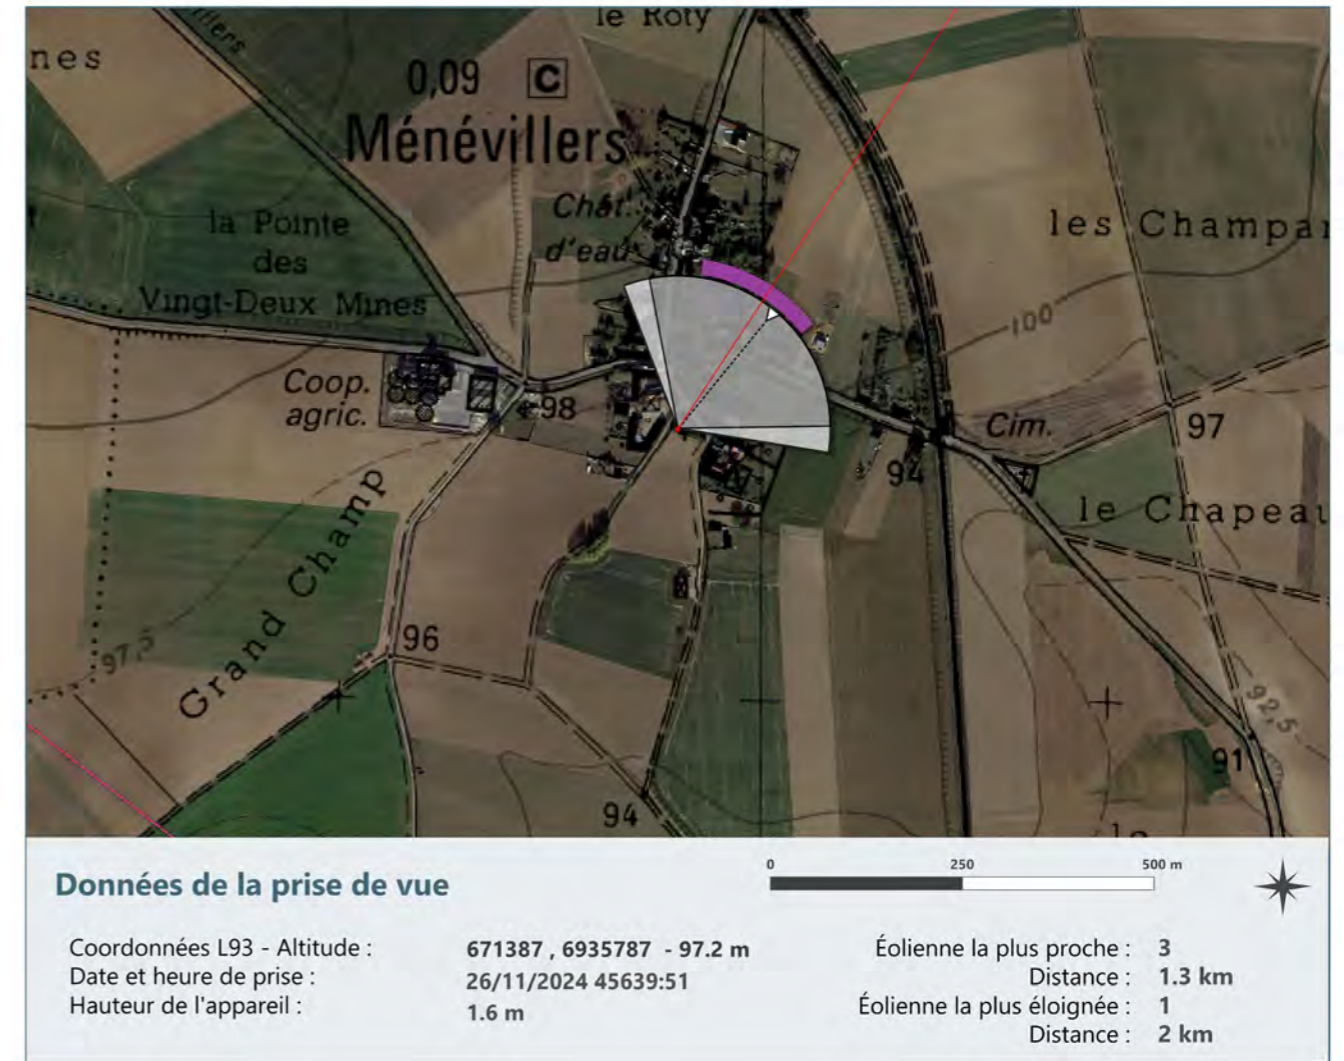 le Roty
nes
0,09 C
Ménévillers
Chât.
d'eau
la Pointe
des
Vingt-Deux Mines
les Champar
100
Coop.
agric.
98
Cim.
97
94
le Chapeau
Grand Champ
97,5
96
92,5
91
94
Données de la prise de vue
0 250 500 m
Coordonnées L93 - Altitude : 671387 , 6935787 - 97.2 m
Date et heure de prise : 26/11/2024 45639:51
Hauteur de l'appareil : 1.6 m
Éolienne la plus proche : 3
Distance : 1.3 km
Éolienne la plus éloignée : 1
Distance : 2 km